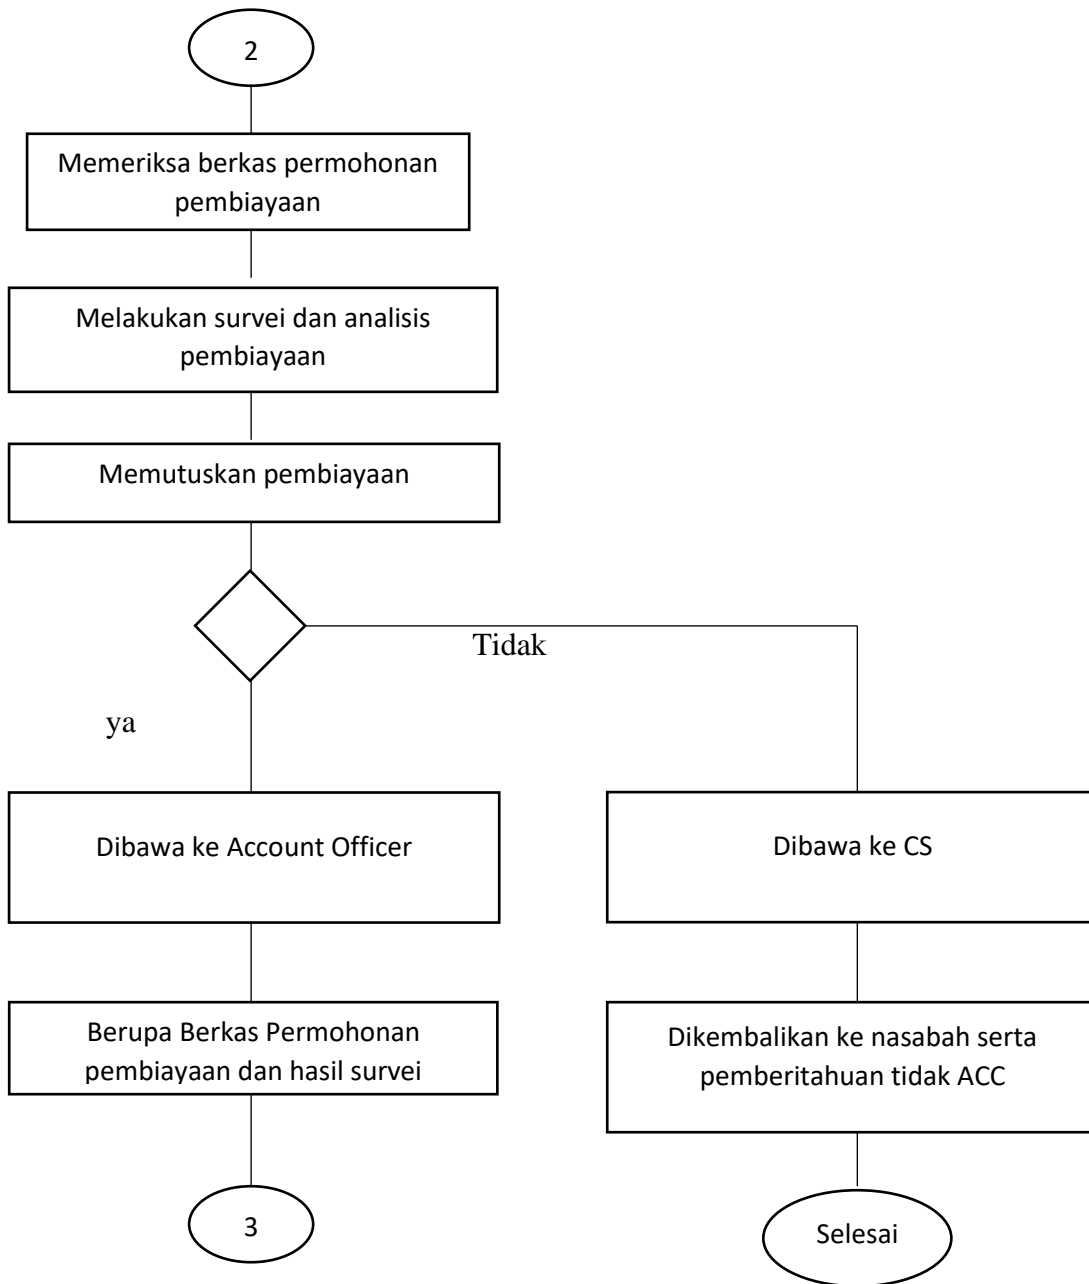 2
Memeriksa berkas permohonan
pembiayaan
Melakukan survei dan analisis
pembiayaan
Memutuskan pembiayaan
Tidak
ya
Dibawa ke Account Officer
Dibawa ke CS
Berupa Berkas Permohonan
pembiayaan dan hasil survei
Dikembalikan ke nasabah serta
pemberitahuan tidak ACC
3
Selesai